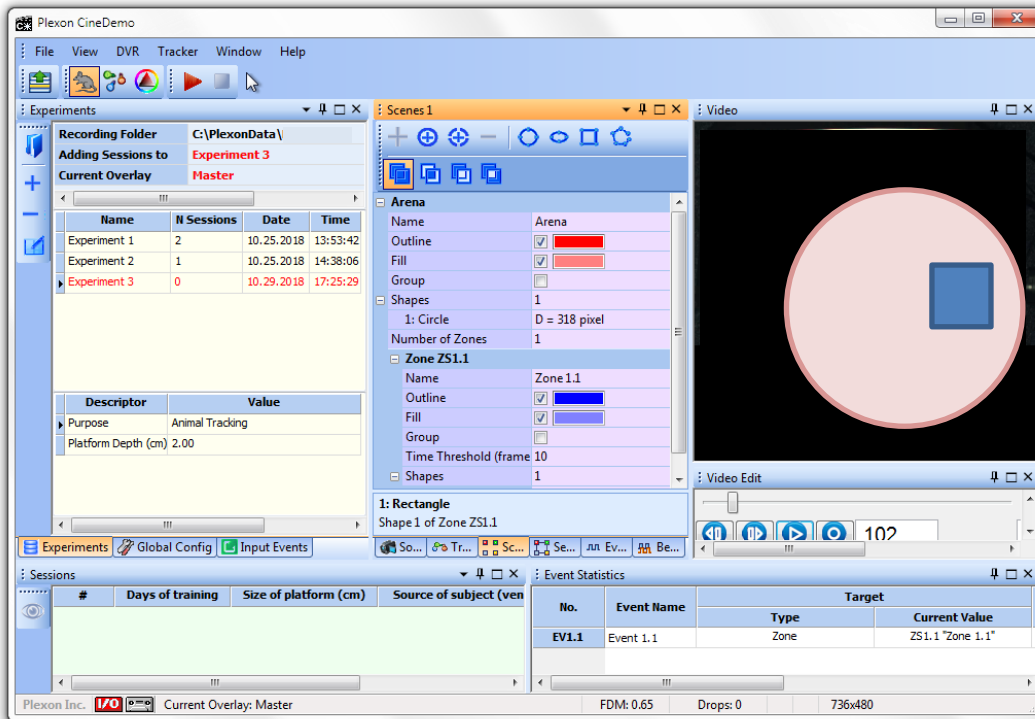 Plexon CineDemo
File View DVR Tracker Window Help
Experiments
Recording Folder C:\PlexonData\
Adding Sessions to Experiment 3
Current Overlay Master
Name N Sessions Date Time
Experiment 1 2 10.25.2018 13:53:42
Experiment 2 1 10.25.2018 14:38:06
Experiment 3 0 10.29.2018 17:25:29
Descriptor Value
Purpose Animal Tracking
Platform Depth (cm) 2.00
Experiments Global Config Input Events
Scenes 1
Arena
Name Arena
Outline
Fill
Group
Shapes 1
1: Circle D = 318 pixel
Number of Zones 1
Zone ZS1.1
Name Zone 1.1
Outline
Fill
Group
Time Threshold (frame 10
Shapes 1
1: Rectangle
Shape 1 of Zone ZS1.1
So... Tr... Sc... Se... Ev... Be...
Video
Video Edit
102
Sessions
# Days of training Size of platform (cm) Source of subject (ven
Event Statistics
No. Event Name Target
Type Current Value
EV1.1 Event 1.1 Zone ZS1.1 "Zone 1.1"
Plexon Inc. I/O Current Overlay: Master FDM: 0.65 Drops: 0 736x480